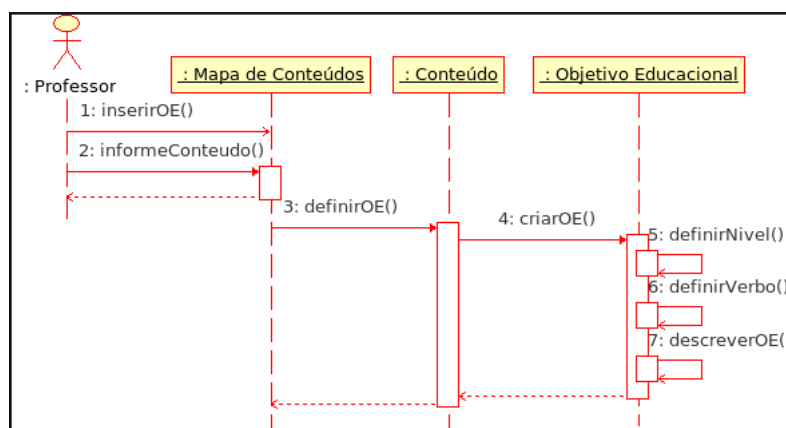 : Professor
: Mapa de Conteúdos
: Conteúdo
: Objetivo Educacional
1: inserirOE()
2: informeConteudo()
3: definirOE()
4: criarOE()
5: definirNivel()
6: definirVerbo()
7: descreverOE(